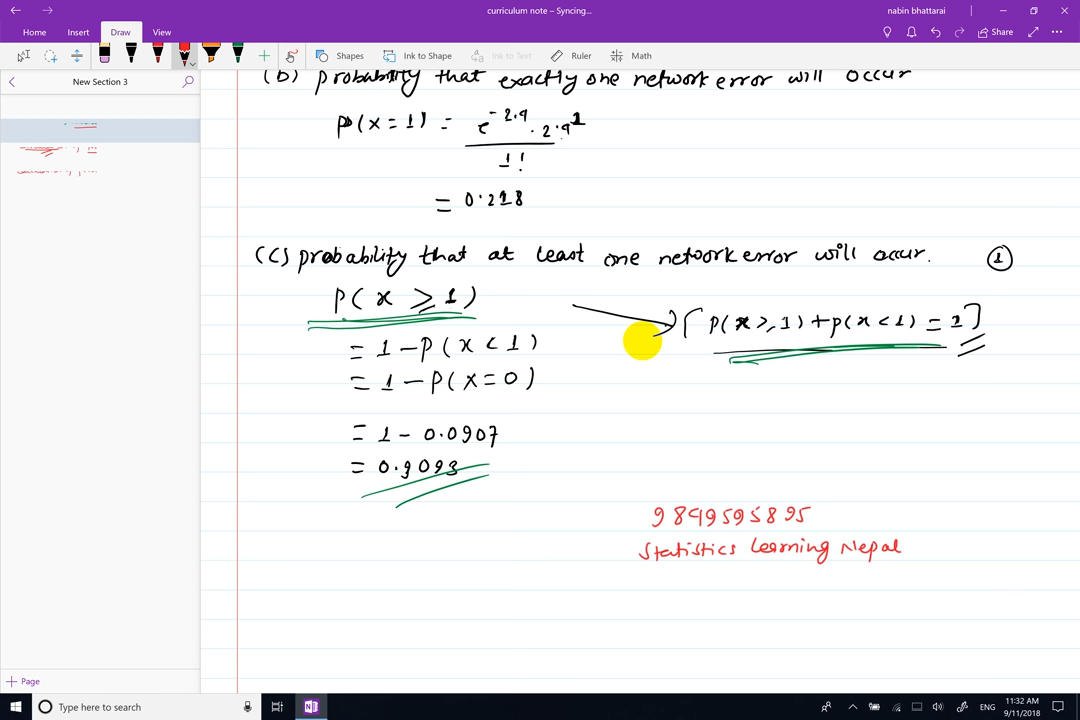 curriculum note – Syncing...
nabin bhattarai
Home Insert Draw View
Share
Shapes Ink to Shape Ink to Text Ruler Math
New Section 3
(b) probability that exactly one network error will occur
P(x = 1) = e^-2.4 . 2.4^1
1!
= 0.218
(c) probability that at least one network error will occur. ①
P( x ≥ 1 )
[ P(x ≥ 1) + P(x < 1) = 1 ]
= 1 – P( x < 1 )
= 1 – P( x = 0 )
= 1 – 0.0907
= 0.9093
9849595895
Statistics Learning Nepal
+ Page
Type here to search
ENG
11:32 AM
9/11/2018